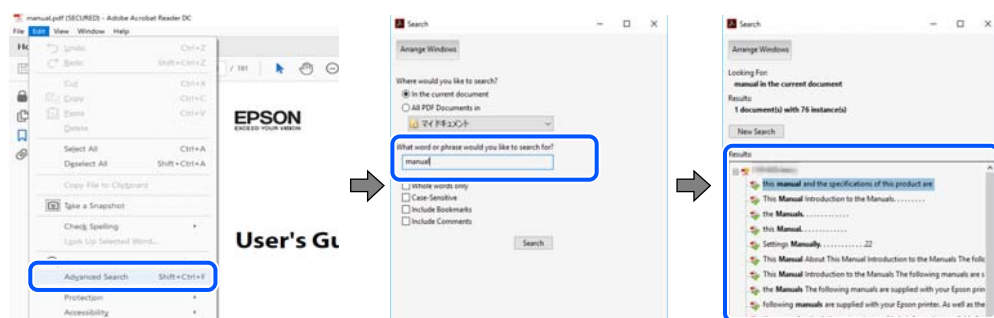 manual.pdf (SECURED) - Adobe Acrobat Reader DC
File Edit View Window Help
Undo Ctrl+Z
Redo Shift+Ctrl+Z
Cut Ctrl+X
Copy Ctrl+C
Paste Ctrl+V
Delete
Select All Ctrl+A
Deselect All Shift+Ctrl+A
Copy File to Clipboard
Take a Snapshot
Check Spelling
Look Up Selected Word...
Advanced Search Shift+Ctrl+F
Protection
Accessibility
/ 181
EPSON
EXCEED YOUR VISION
User's Gu
Search
Arrange Windows
Where would you like to search?
In the current document
All PDF Documents in
マイ ドキュメント
What word or phrase would you like to search for?
manual
Whole words only
Case-Sensitive
Include Bookmarks
Include Comments
Search
Search
Arrange Windows
Looking For:
manual in the current document
Results:
1 document(s) with 76 instance(s)
New Search
Results:
this manual and the specifications of this product are
This Manual Introduction to the Manuals. . . . . . . .
the Manuals. . . . . . . . . . . .
this Manual. . . . . . . . . . . .
Settings Manually. . . . . . . . . . . .22
This Manual About This Manual Introduction to the Manuals The follo
This Manual Introduction to the Manuals The following manuals are s
the Manuals The following manuals are supplied with your Epson prin
following manuals are supplied with your Epson printer. As well as the